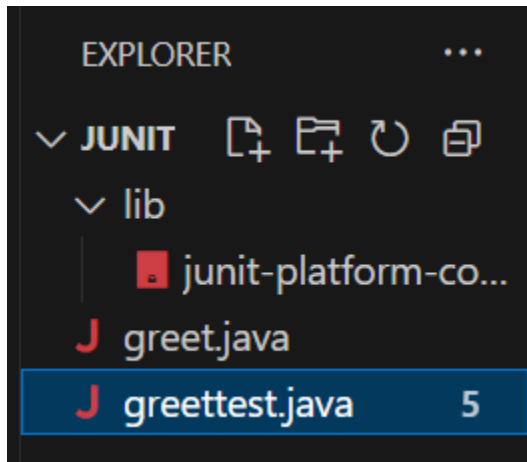 EXPLORER
JUNIT
lib
junit-platform-co...
greet.java
greettest.java 5